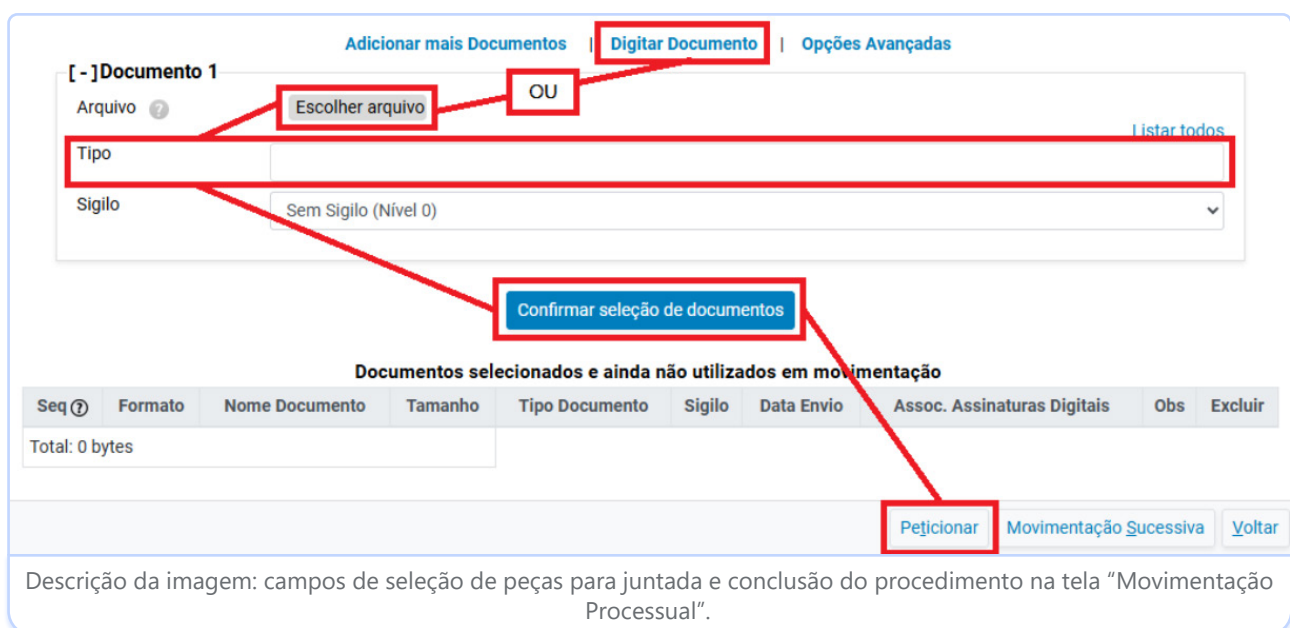 Adicionar mais Documentos | Digitar Documento | Opções Avançadas
[ - ]Documento 1
OU
Arquivo ? Escolher arquivo
Listar todos
Tipo
Sigilo Sem Sigilo (Nível 0)
Confirmar seleção de documentos
Documentos selecionados e ainda não utilizados em movimentação
Seq ? Formato Nome Documento Tamanho Tipo Documento Sigilo Data Envio Assoc. Assinaturas Digitais Obs Excluir
Total: 0 bytes
Peticionar Movimentação Sucessiva Voltar
Descrição da imagem: campos de seleção de peças para juntada e conclusão do procedimento na tela “Movimentação
Processual”.